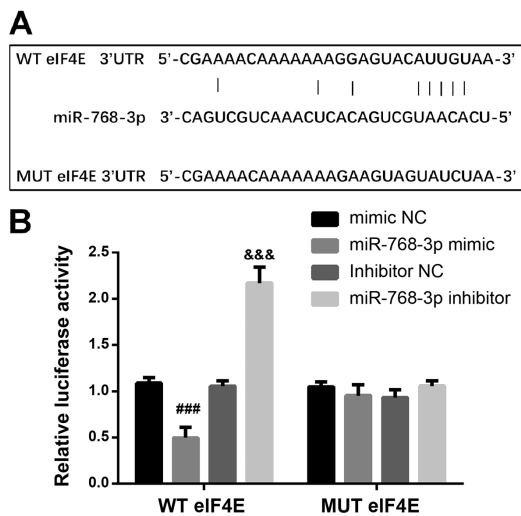 A
WT eIF4E 3'UTR 5'-CGAAAACAAAAAAAGGAGUACAUUGUAA-3'
miR-768-3p 3'-CAGUCGUCAAACUCACAGUCGUAACACU-5'
MUT eIF4E 3'UTR 5'-CGAAAACAAAAAAAGAAGUAGUAUCUAA-3'
B
mimic NC
miR-768-3p mimic
Inhibitor NC
miR-768-3p inhibitor
Relative luciferase activity
2.5
2.0
1.5
1.0
0.5
0.0
###
&&&
WT eIF4E
MUT eIF4E